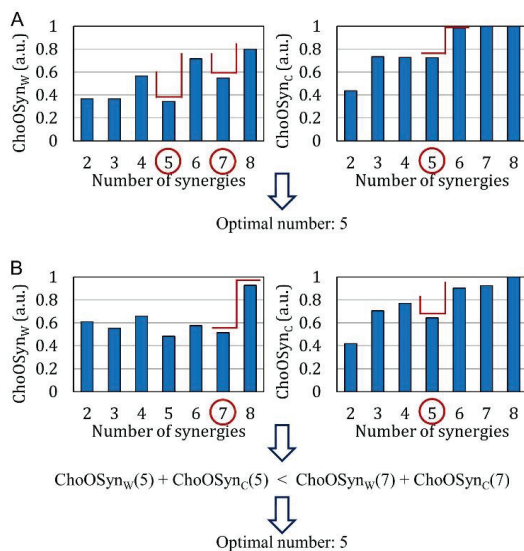 A
ChoOSynW (a.u.)
1
0.8
0.6
0.4
0.2
0
2 3 4 5 6 7 8
Number of synergies
ChoOSynC (a.u.)
1
0.8
0.6
0.4
0.2
0
2 3 4 5 6 7 8
Number of synergies
Optimal number: 5
B
ChoOSynW (a.u.)
1
0.8
0.6
0.4
0.2
0
2 3 4 5 6 7 8
Number of synergies
ChoOSynC (a.u.)
1
0.8
0.6
0.4
0.2
0
2 3 4 5 6 7 8
Number of synergies
ChoOSynW(5) + ChoOSynC(5) < ChoOSynW(7) + ChoOSynC(7)
Optimal number: 5